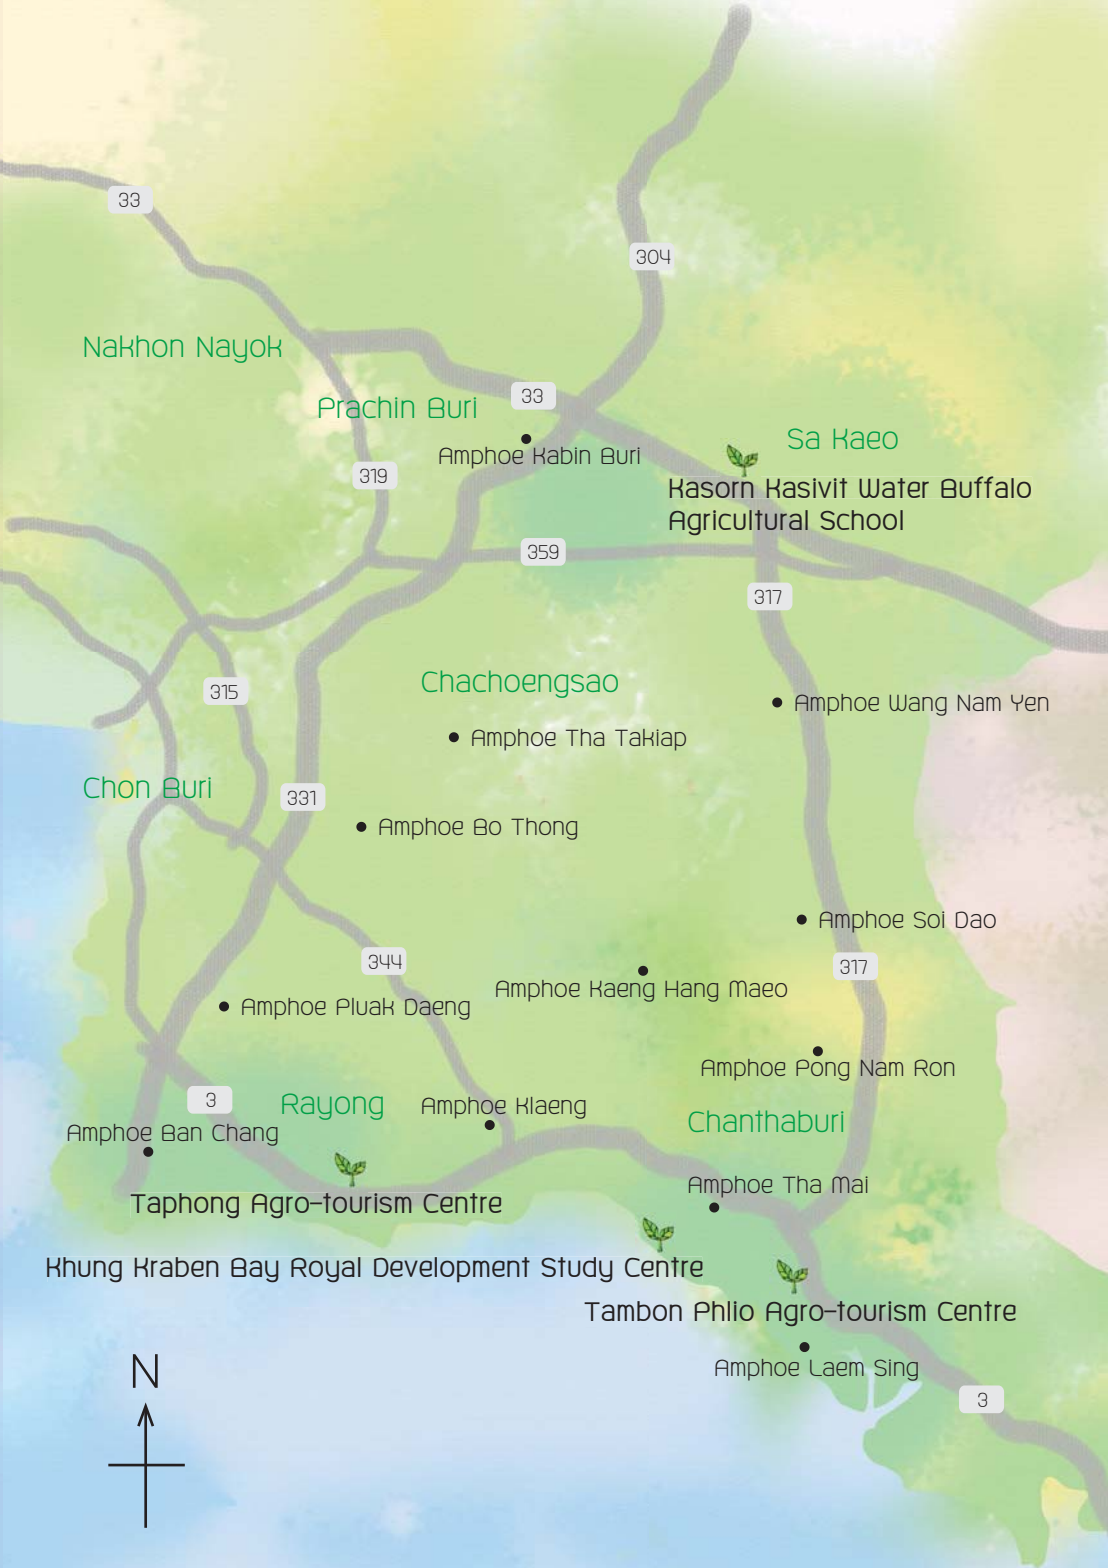 33
304
Nakhon Nayok
33
Prachin Buri
Sa Kaeo
Amphoe Kabin Buri
319
Kasorn Kasivit Water Buffalo
Agricultural School
359
317
315
Chachoengsao
Amphoe Wang Nam Yen
Amphoe Tha Takiap
Chon Buri
331
Amphoe Bo Thong
Amphoe Soi Dao
344
317
Amphoe Kaeng Hang Maeo
Amphoe Pluak Daeng
Amphoe Pong Nam Ron
3
Rayong
Amphoe Klaeng
Chanthaburi
Amphoe Ban Chang
Amphoe Tha Mai
Taphong Agro-tourism Centre
Khung Kraben Bay Royal Development Study Centre
Tambon Phlio Agro-tourism Centre
Amphoe Laem Sing
N
3